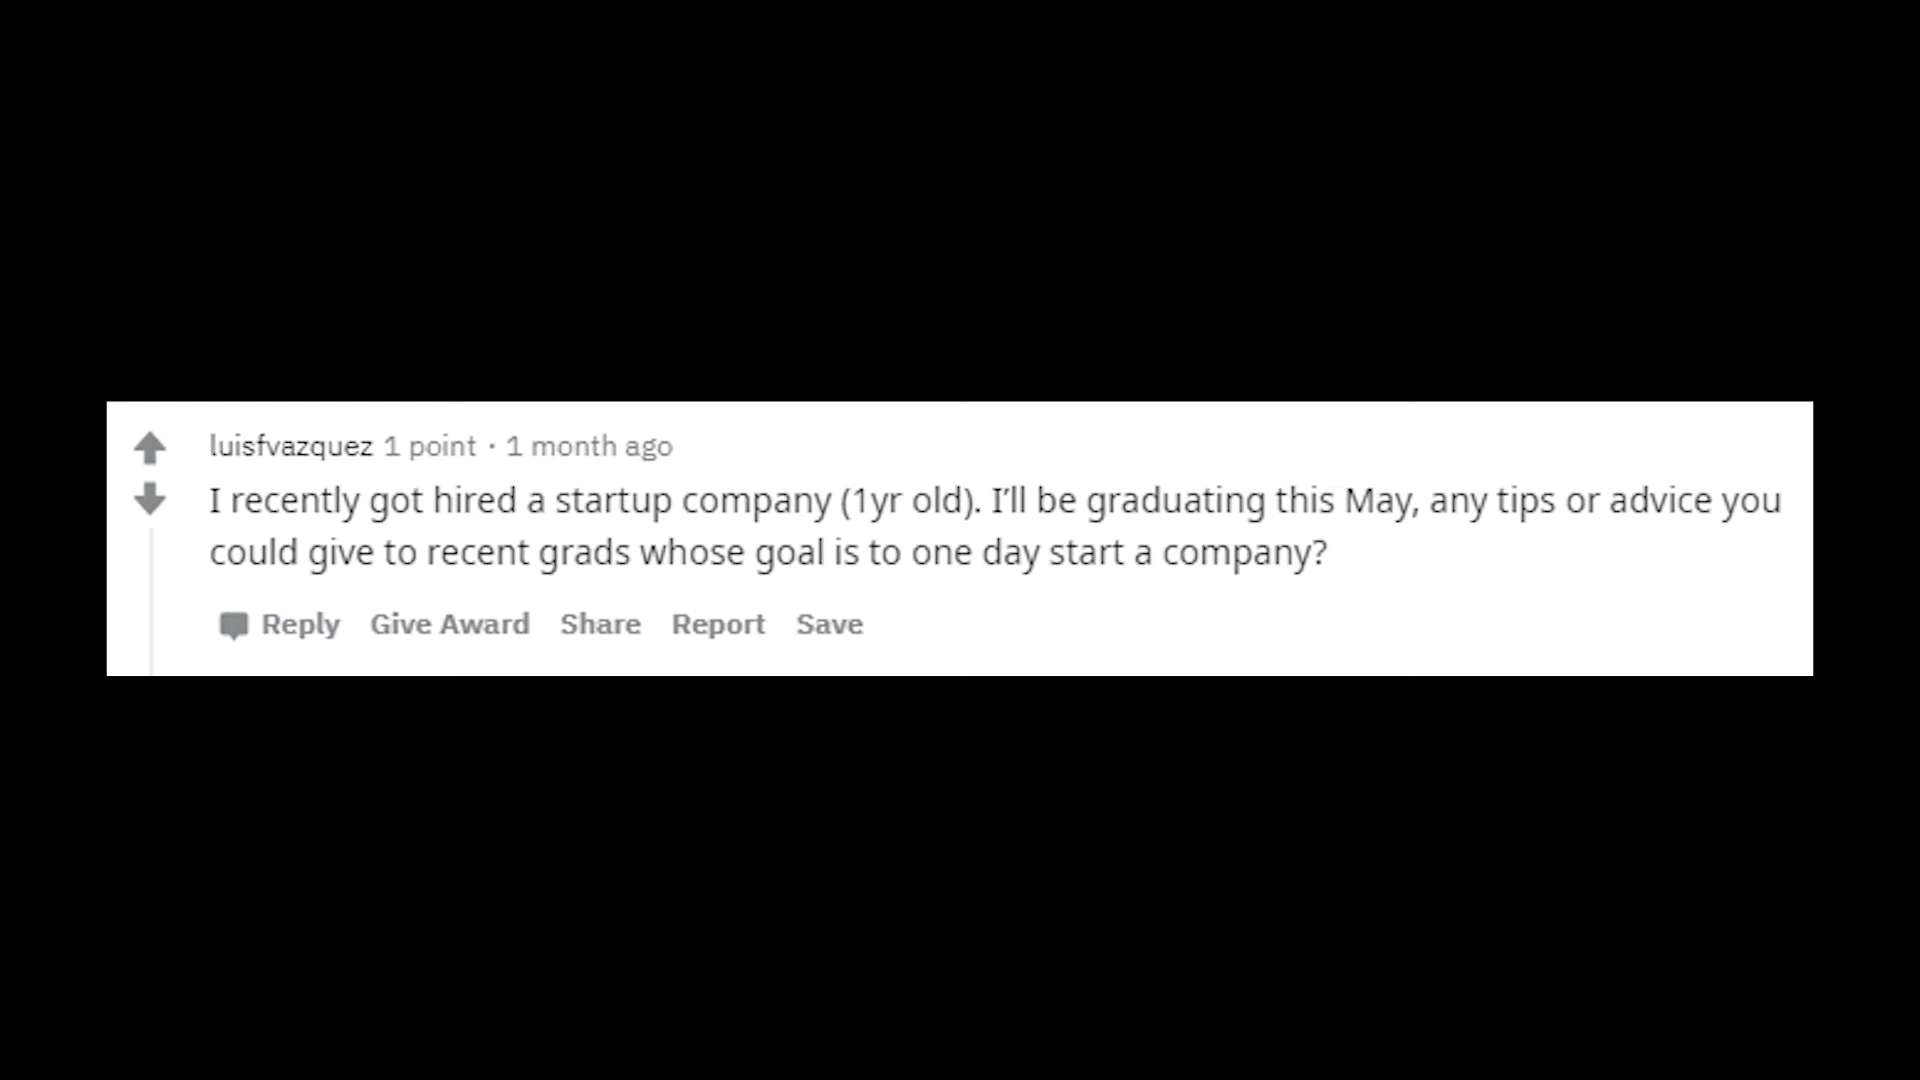 luisfvazquez 1 point · 1 month ago
I recently got hired a startup company (1yr old). I’ll be graduating this May, any tips or advice you
could give to recent grads whose goal is to one day start a company?
Reply Give Award Share Report Save